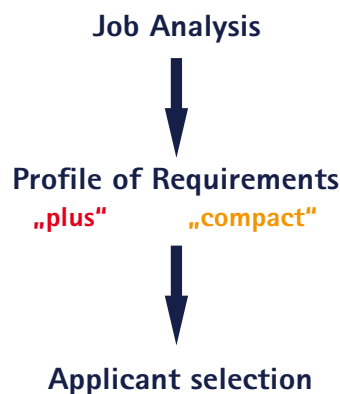 Job Analysis
Profile of Requirements
„plus“ „compact“
Applicant selection